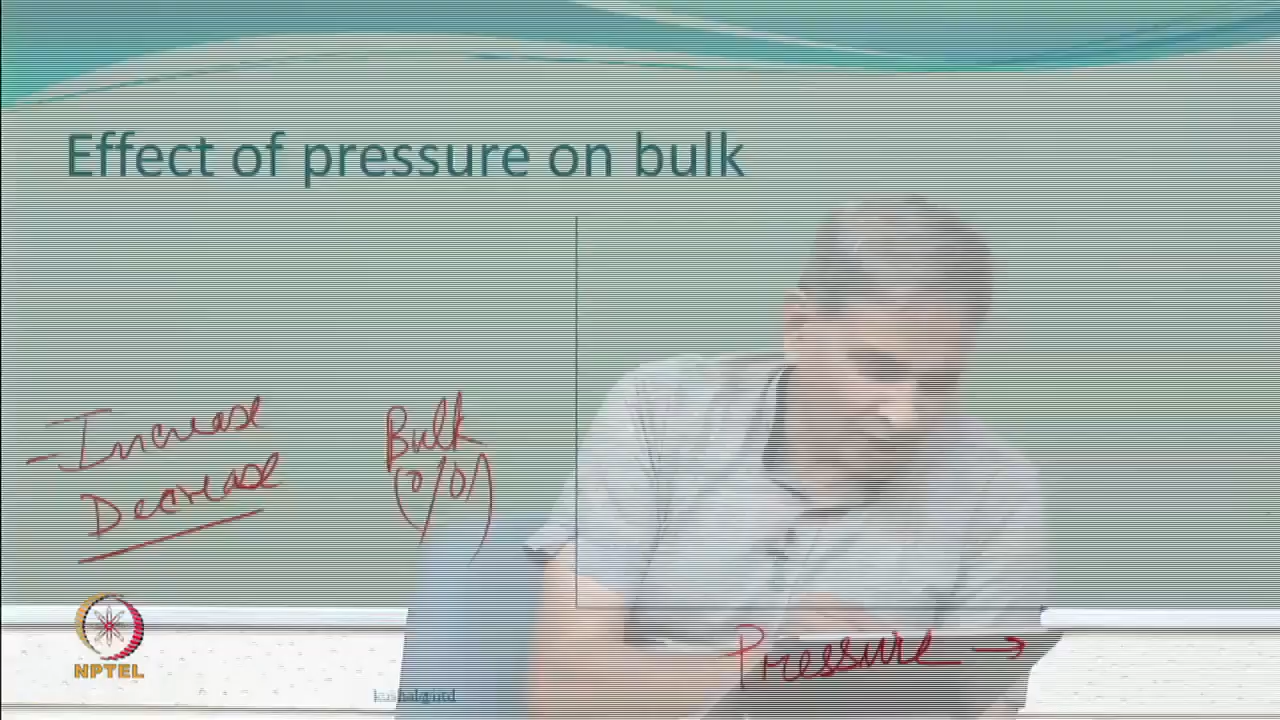 Effect of pressure on bulk
- Increase
Decrease
Bulk
(%)
Pressure →
NPTEL